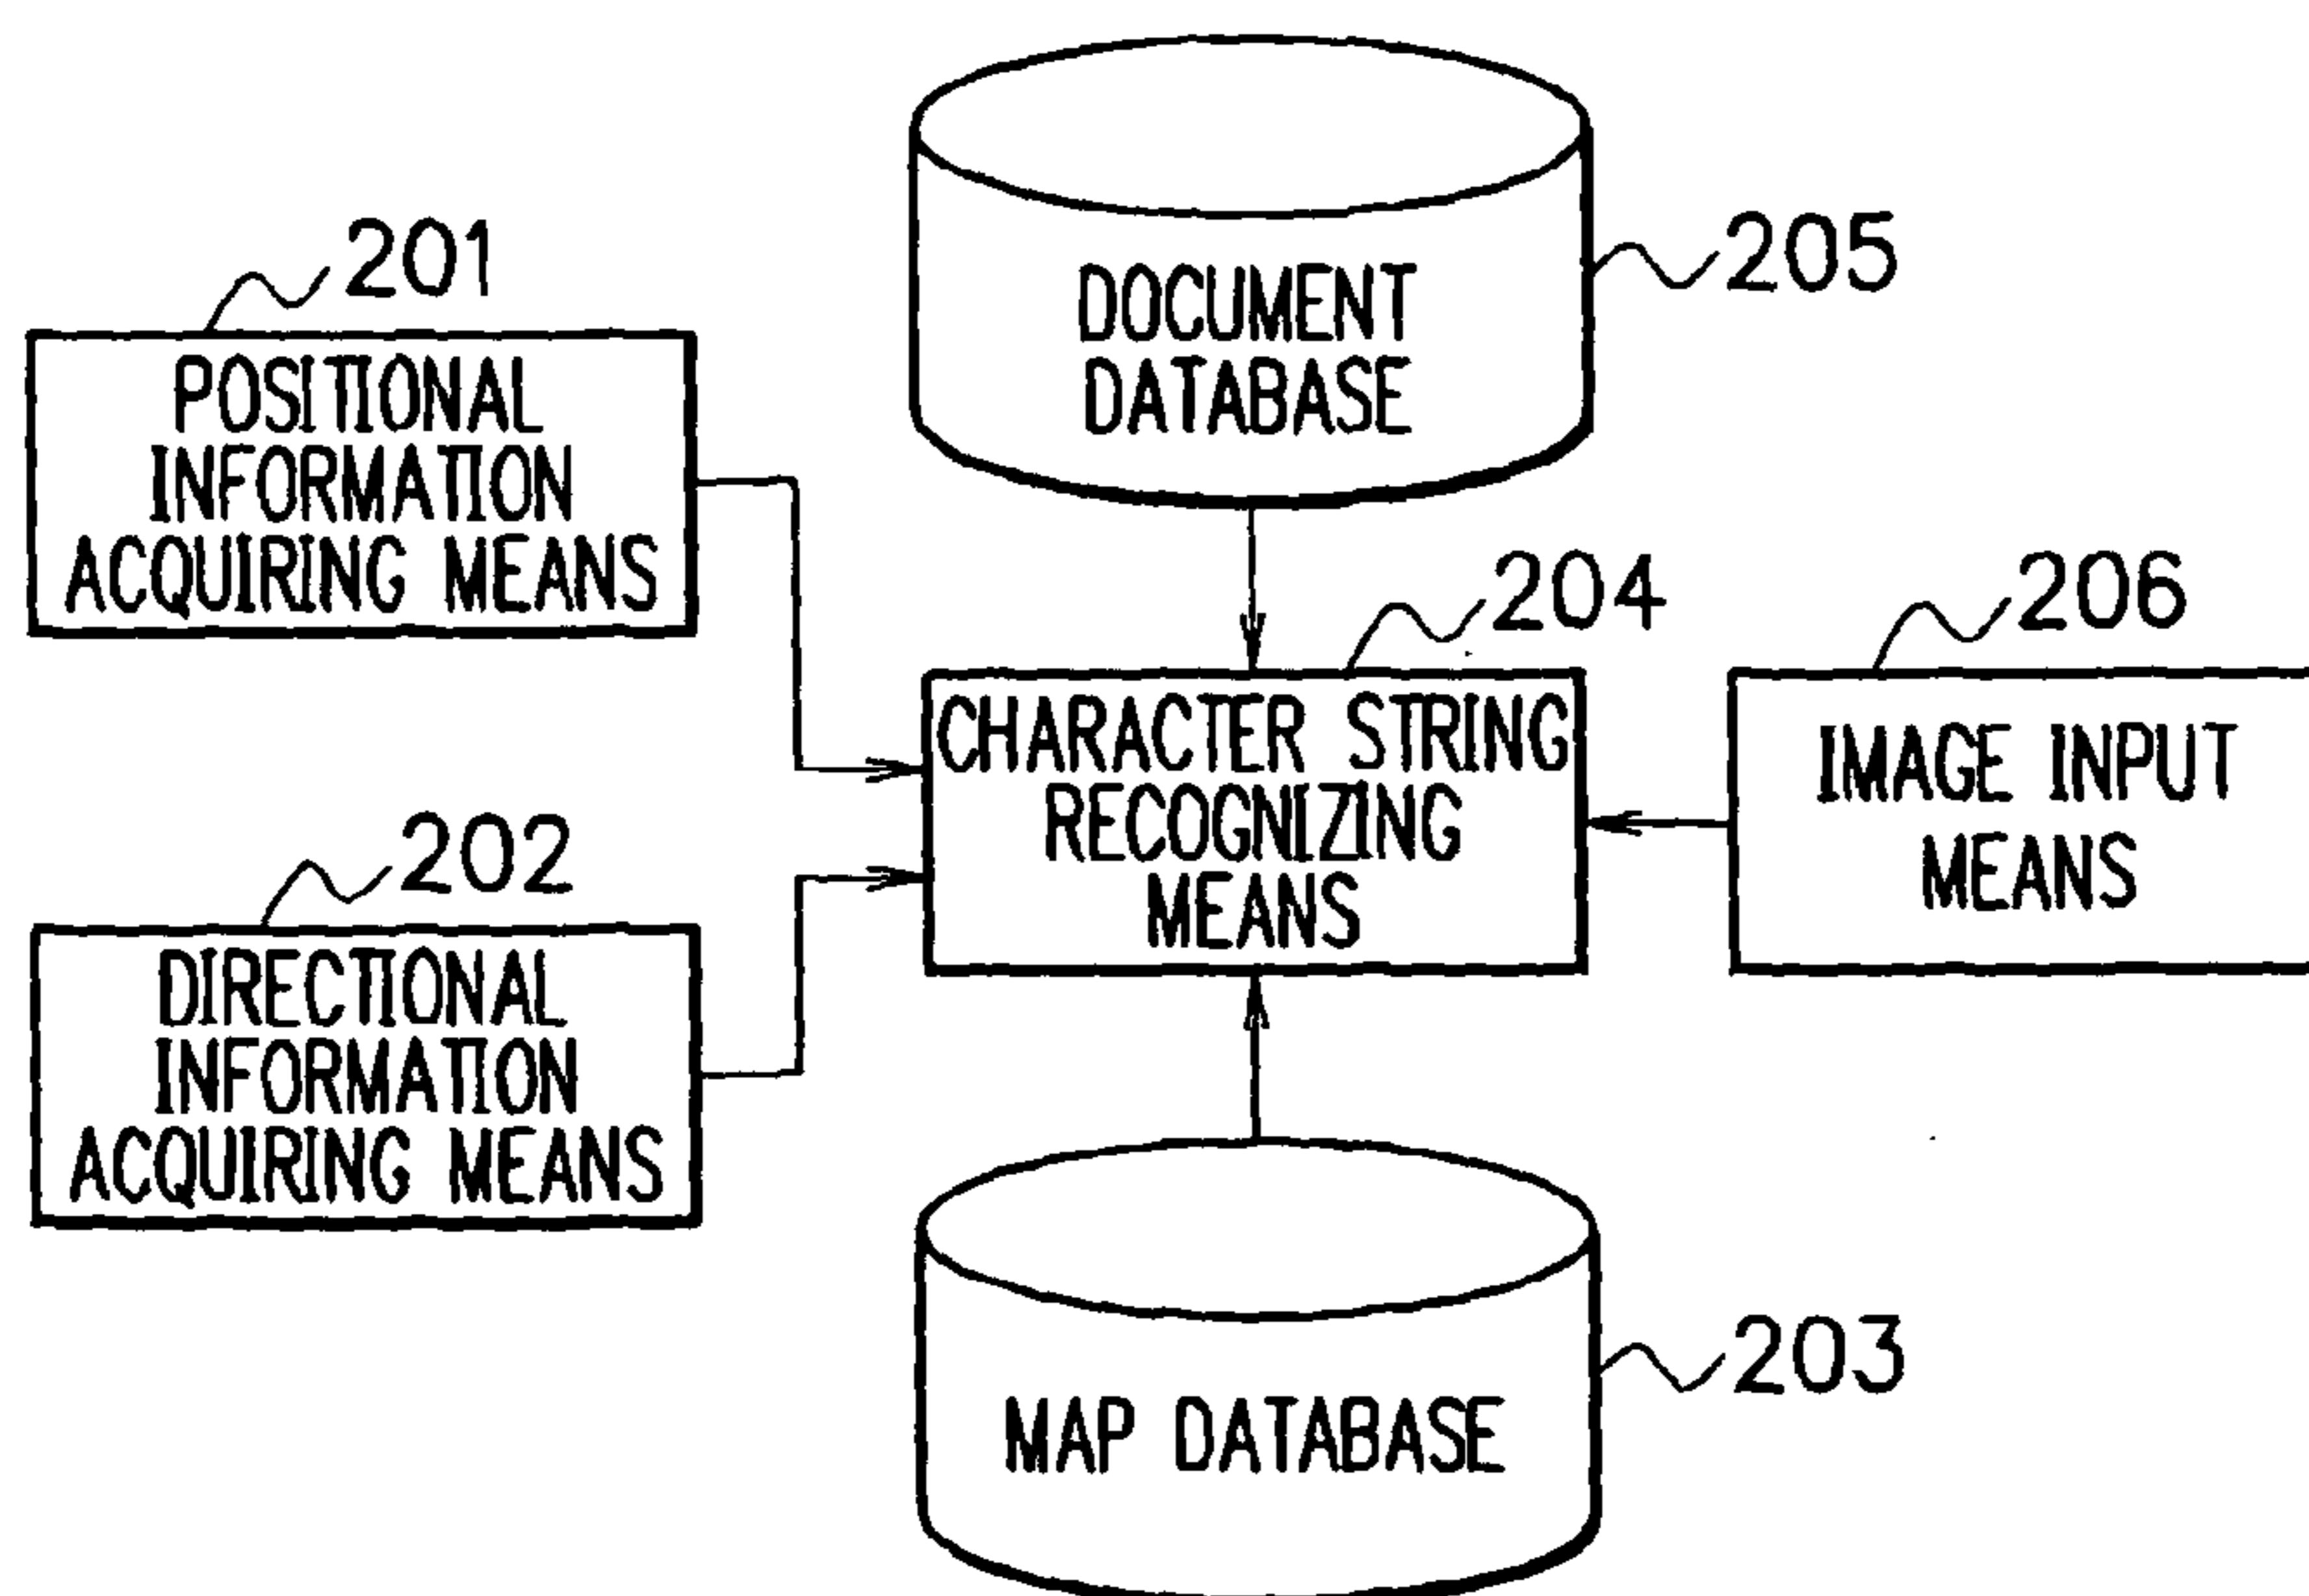 205
DOCUMENT
DATABASE
201
POSITIONAL
INFORMATION
ACQUIRING MEANS
204
CHARACTER STRING
RECOGNIZING
MEANS
206
IMAGE INPUT
MEANS
202
DIRECTIONAL
INFORMATION
ACQUIRING MEANS
203
MAP DATABASE